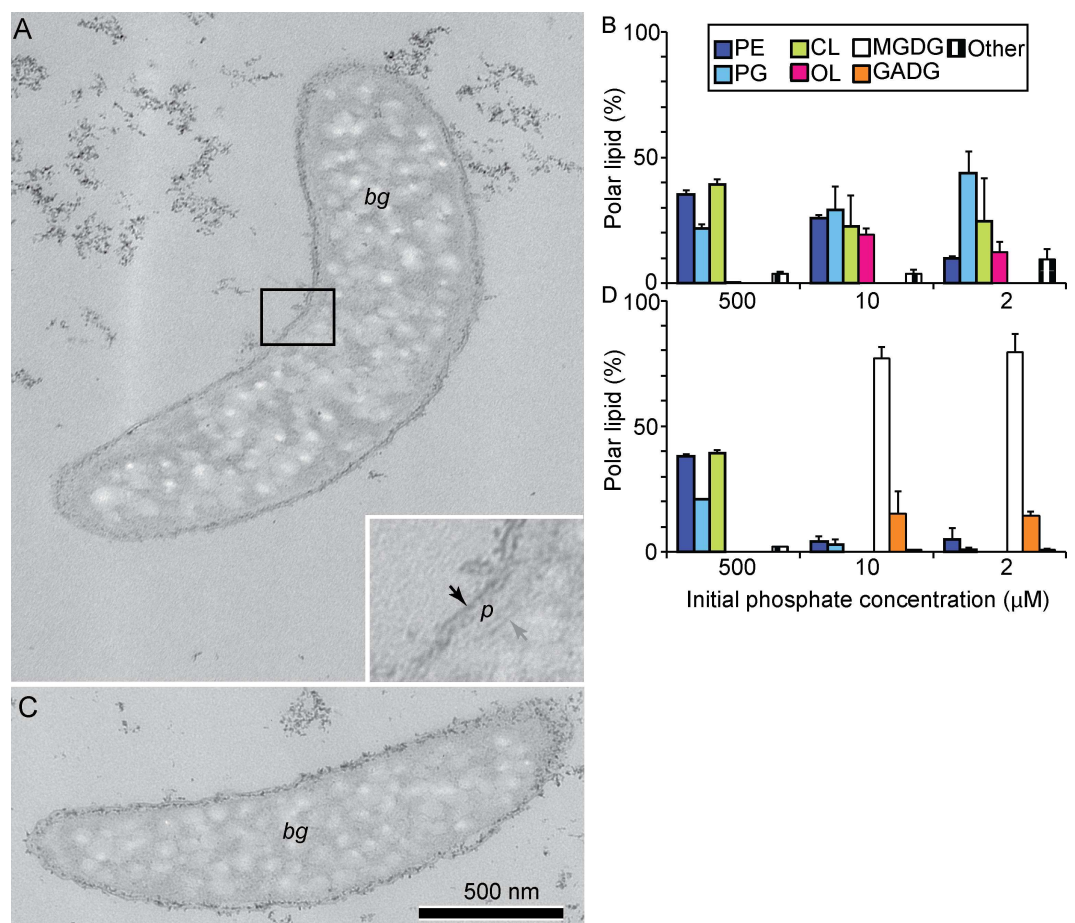 A
bg
p
C
bg
500 nm
B
100
50
0
Polar lipid (%)
PE CL MGDG Other
PG OL GADG
500 10 2
D
100
50
0
Polar lipid (%)
500 10 2
Initial phosphate concentration (µM)